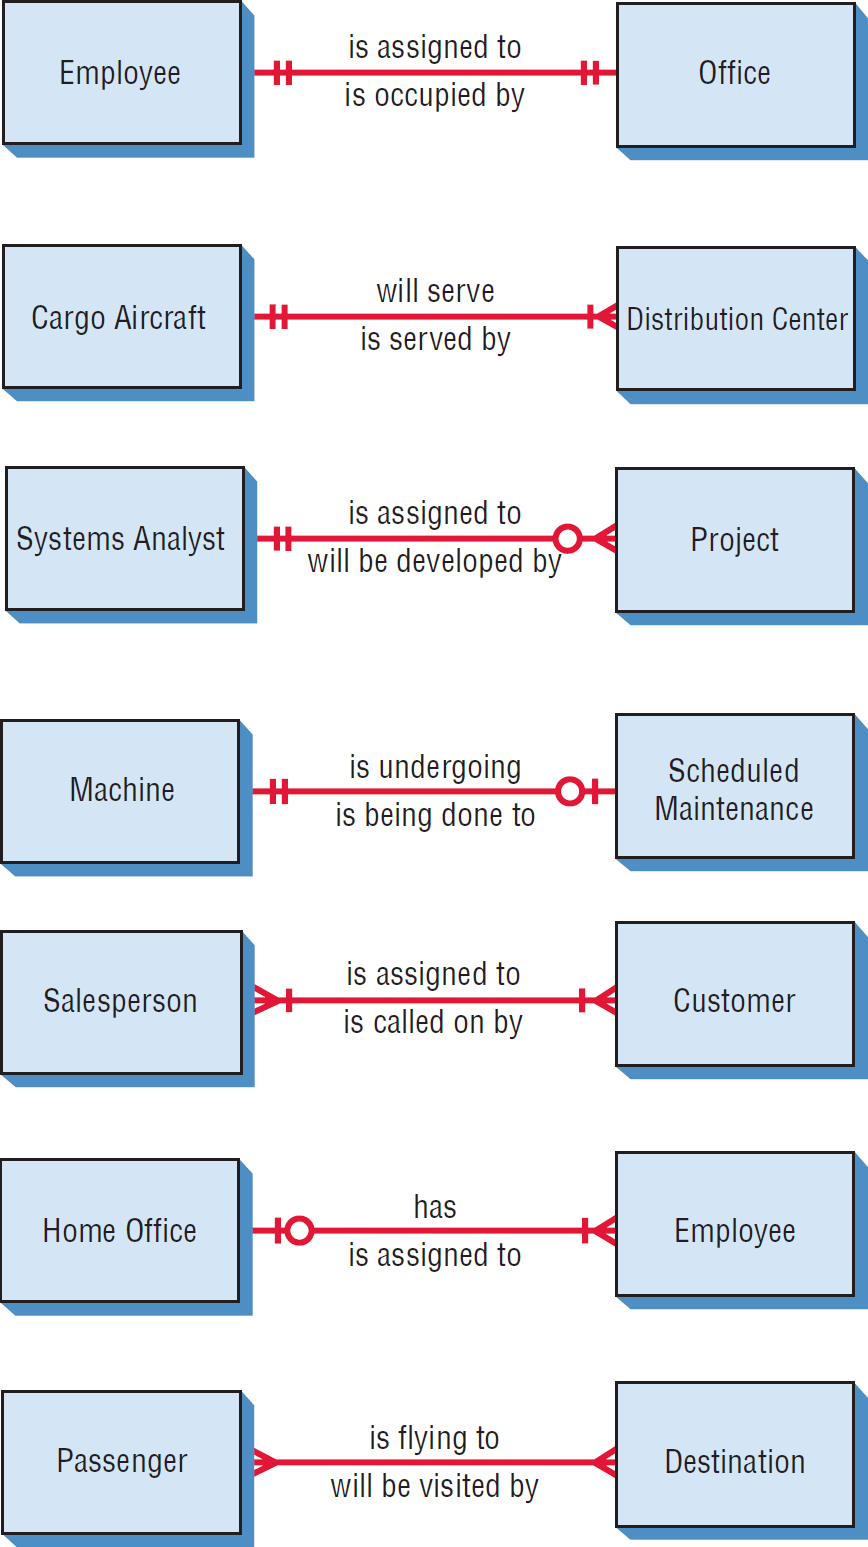 Employee
is assigned to
is occupied by
Office
Cargo Aircraft
will serve
is served by
Distribution Center
Systems Analyst
is assigned to
will be developed by
Project
Machine
is undergoing
is being done to
Scheduled
Maintenance
Salesperson
is assigned to
is called on by
Customer
Home Office
has
is assigned to
Employee
Passenger
is flying to
will be visited by
Destination